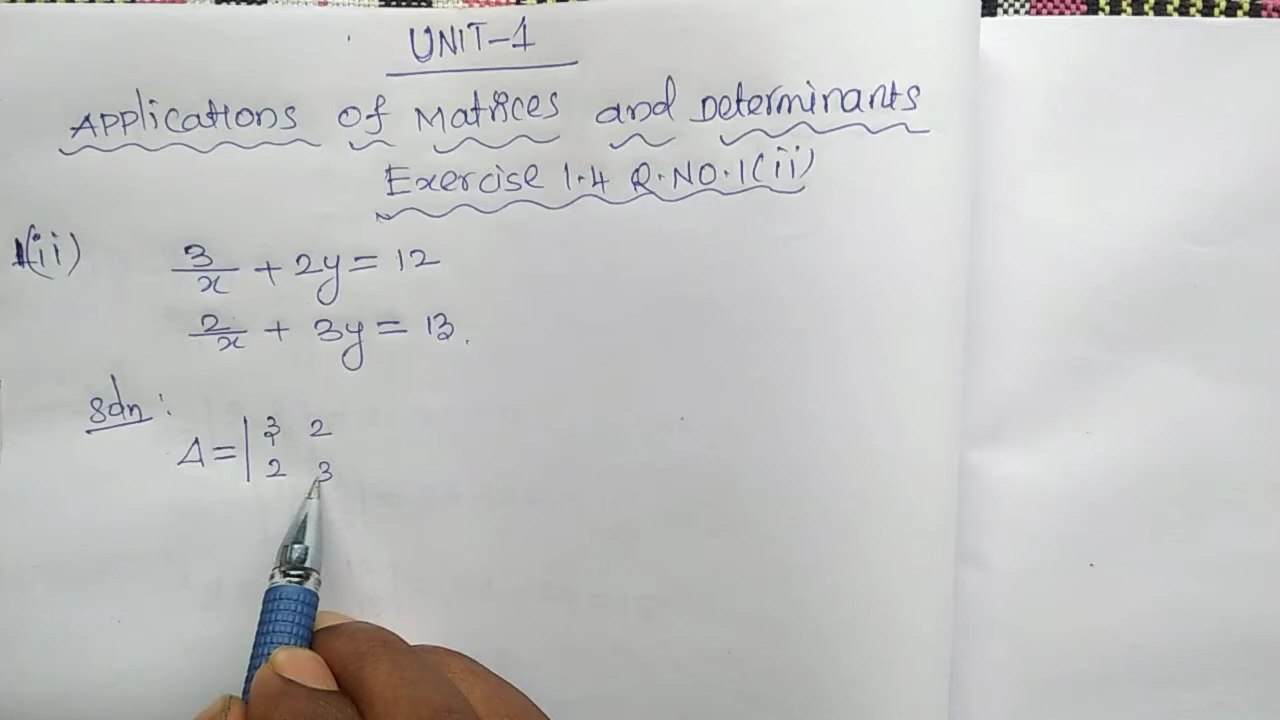 UNIT-1
Applications of Matrices and Determinants
Exercise 1.4 Q.NO.1(ii)
1(ii) 3/x + 2y = 12
2/x + 3y = 13.
Soln:
Δ = | 3 2
2 3